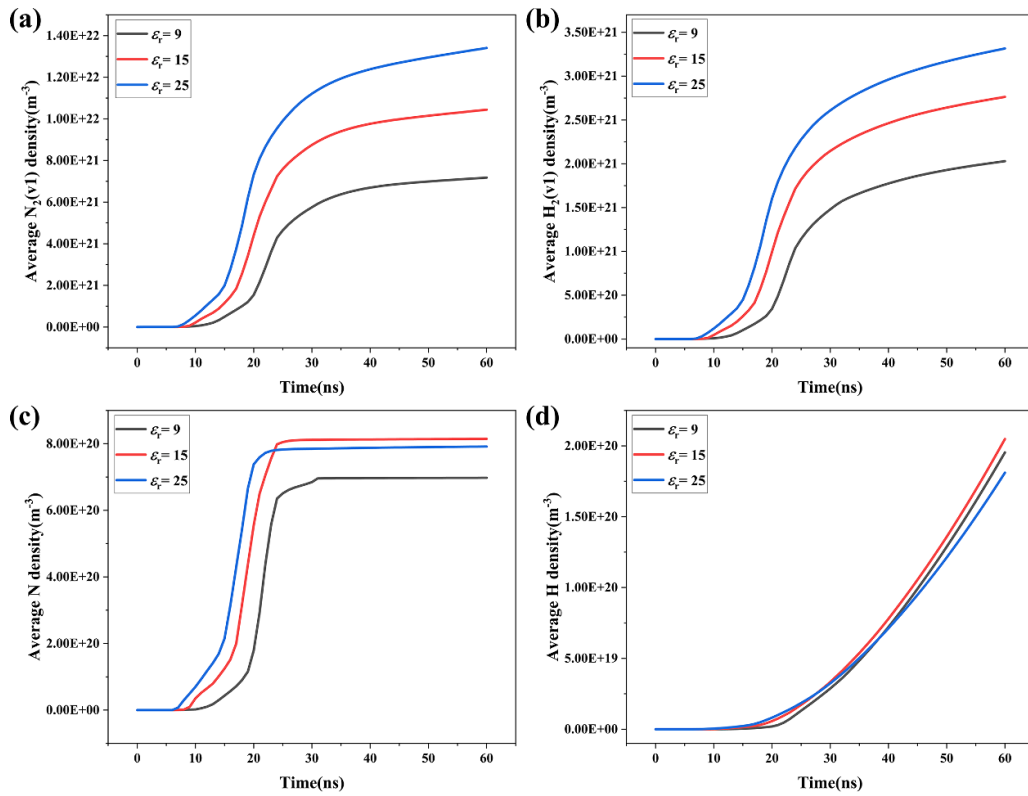 (a)
εr = 9
εr = 15
εr = 25
1.40E+22
1.20E+22
1.00E+22
8.00E+21
6.00E+21
4.00E+21
2.00E+21
0.00E+00
Average N2(v1) density(m-3)
0 10 20 30 40 50 60
Time(ns)
(b)
εr = 9
εr = 15
εr = 25
3.50E+21
3.00E+21
2.50E+21
2.00E+21
1.50E+21
1.00E+21
5.00E+20
0.00E+00
Average H2(v1) density(m-3)
0 10 20 30 40 50 60
Time(ns)
(c)
εr = 9
εr = 15
εr = 25
8.00E+20
6.00E+20
4.00E+20
2.00E+20
0.00E+00
Average N density(m-3)
0 10 20 30 40 50 60
Time(ns)
(d)
εr = 9
εr = 15
εr = 25
2.00E+20
1.50E+20
1.00E+20
5.00E+19
0.00E+00
Average H density(m-3)
0 10 20 30 40 50 60
Time(ns)